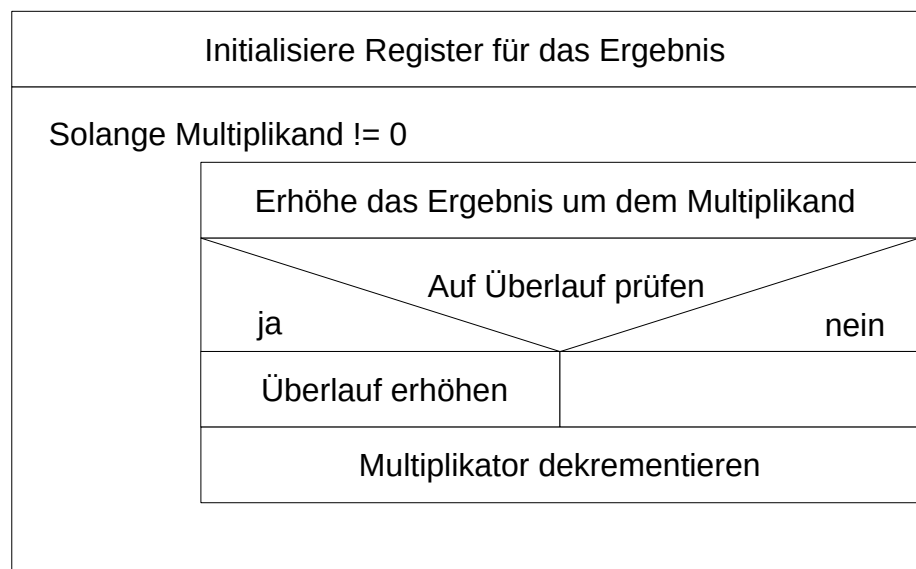 Initialisiere Register für das Ergebnis
Solange Multiplikand != 0
Erhöhe das Ergebnis um dem Multiplikand
Auf Überlauf prüfen
ja
nein
Überlauf erhöhen
Multiplikator dekrementieren